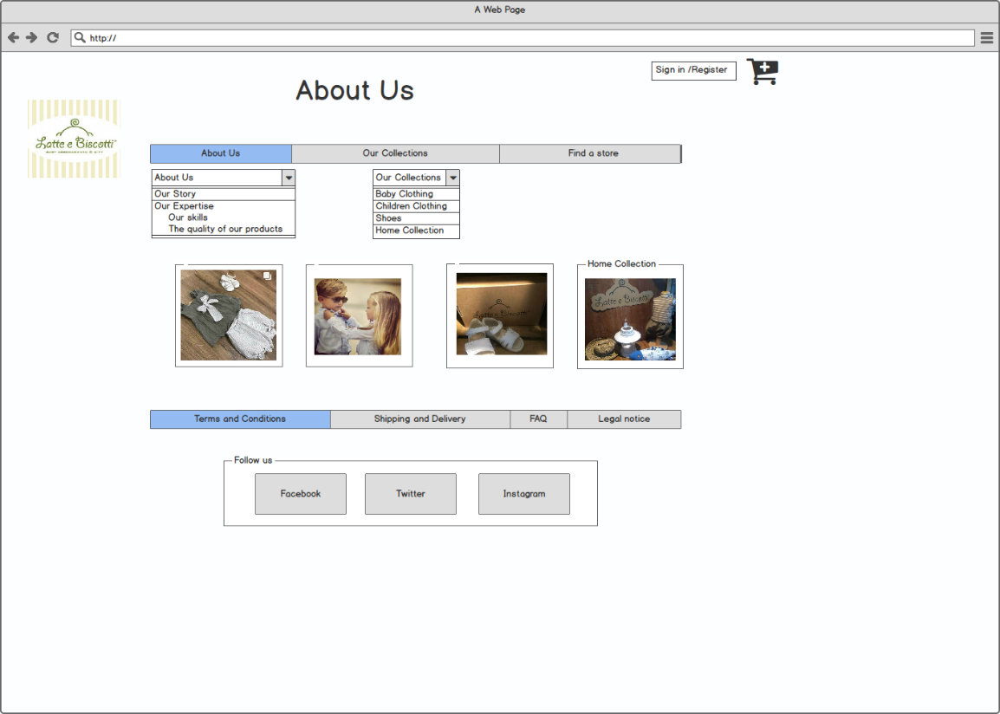 A Web Page
http://
Sign in /Register
About Us
Latte e Biscotti
About Us
Our Collections
Find a store
About Us
Our Story
Our Expertise
Our skills
The quality of our products
Our Collections
Baby Clothing
Children Clothing
Shoes
Home Collection
Home Collection
Latte e Biscotti
Latte e Biscotti
Terms and Conditions
Shipping and Delivery
FAQ
Legal notice
Follow us
Facebook
Twitter
Instagram